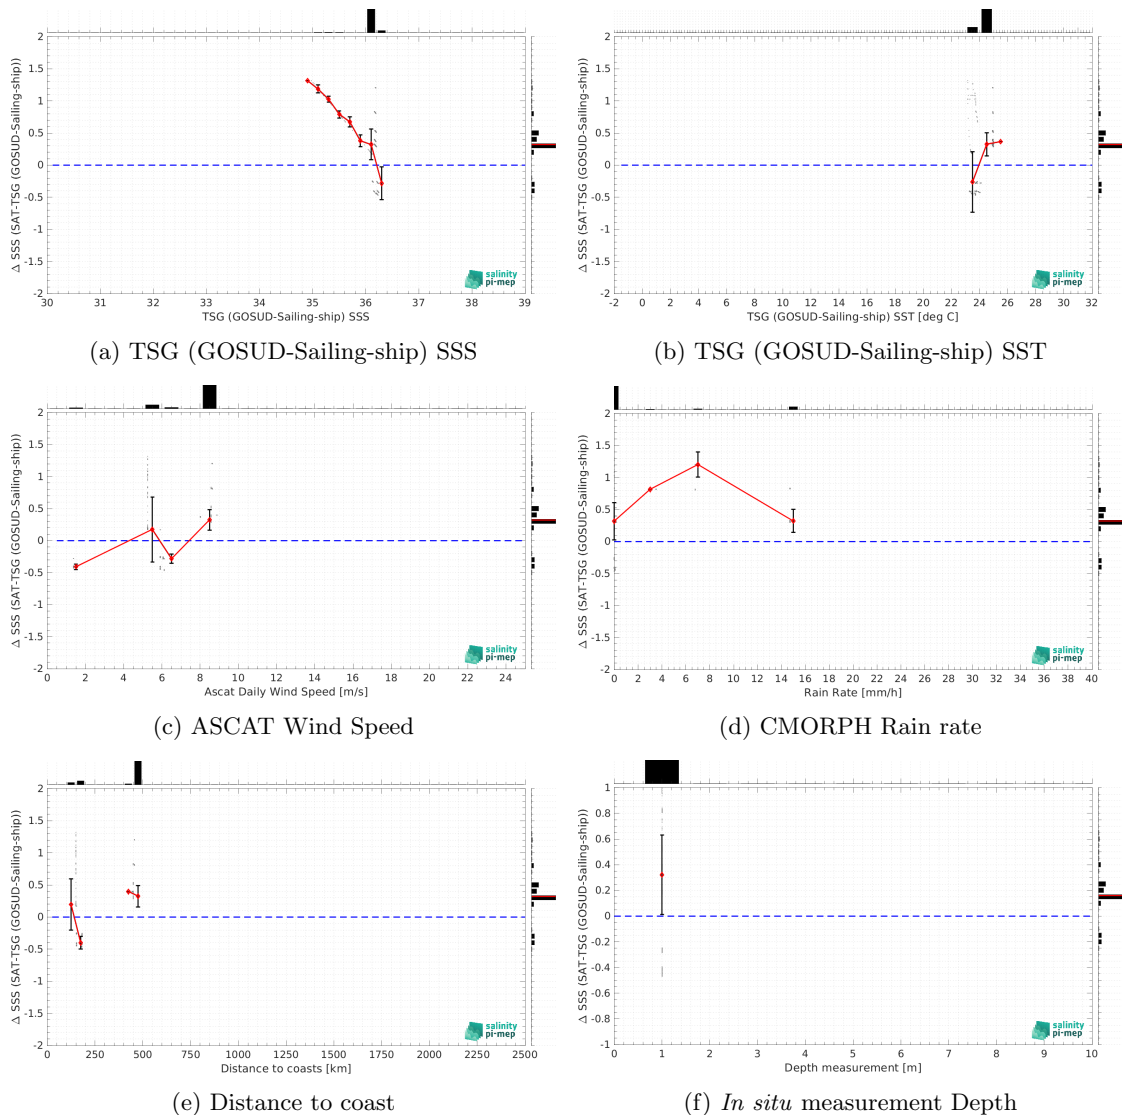 Δ SSS (SAT-TSG (GOSUD-Sailing-ship))
2
1.5
1
0.5
0
-0.5
-1
-1.5
-2
salinity
pi-mep
30 31 32 33 34 35 36 37 38 39
TSG (GOSUD-Sailing-ship) SSS
(a) TSG (GOSUD-Sailing-ship) SSS
Δ SSS (SAT-TSG (GOSUD-Sailing-ship))
2
1.5
1
0.5
0
-0.5
-1
-1.5
-2
salinity
pi-mep
-2 0 2 4 6 8 10 12 14 16 18 20 22 24 26 28 30 32
TSG (GOSUD-Sailing-ship) SST [deg C]
(b) TSG (GOSUD-Sailing-ship) SST
Δ SSS (SAT-TSG (GOSUD-Sailing-ship))
2
1.5
1
0.5
0
-0.5
-1
-1.5
-2
salinity
pi-mep
0 2 4 6 8 10 12 14 16 18 20 22 24
Ascat Daily Wind Speed [m/s]
(c) ASCAT Wind Speed
Δ SSS (SAT-TSG (GOSUD-Sailing-ship))
2
1.5
1
0.5
0
-0.5
-1
-1.5
-2
salinity
pi-mep
0 2 4 6 8 10 12 14 16 18 20 22 24 26 28 30 32 34 36 38 40
Rain Rate [mm/h]
(d) CMORPH Rain rate
Δ SSS (SAT-TSG (GOSUD-Sailing-ship))
2
1.5
1
0.5
0
-0.5
-1
-1.5
-2
salinity
pi-mep
0 250 500 750 1000 1250 1500 1750 2000 2250 2500
Distance to coasts [km]
(e) Distance to coast
Δ SSS (SAT-TSG (GOSUD-Sailing-ship))
1
0.8
0.6
0.4
0.2
0
-0.2
-0.4
-0.6
-0.8
-1
salinity
pi-mep
0 1 2 3 4 5 6 7 8 9 10
Depth measurement [m]
(f) In situ measurement Depth